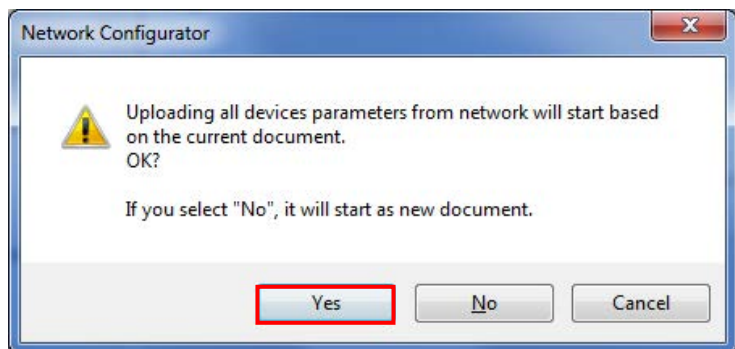 Network Configurator
X
Uploading all devices parameters from network will start based
on the current document.
OK?
If you select "No", it will start as new document.
Yes
No
Cancel